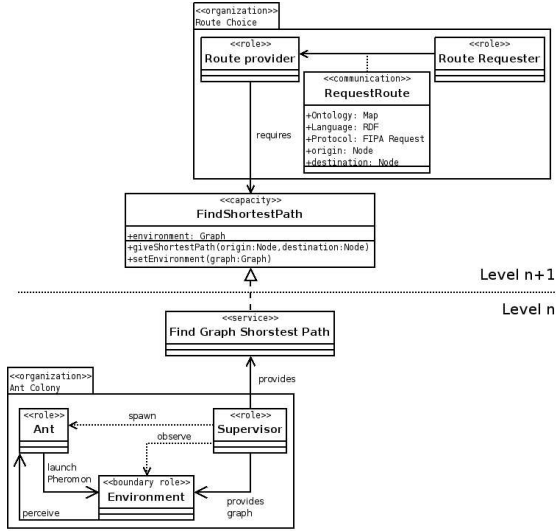 <<organization>>
Route Choice
<<role>>
Route provider
<<role>>
Route Requester
<<communication>>
RequestRoute
+Ontology: Map
+Language: RDF
+Protocol: FIPA Request
+origin: Node
+destination: Node
requires
<<capacity>>
FindShortestPath
+environment: Graph
+giveShortestPath(origin:Node,destination:Node)
+setEnvironment(graph:Graph)
Level n+1
Level n
<<service>>
Find Graph Shorstest Path
provides
<<organization>>
Ant Colony
<<role>>
Ant
spawn
<<role>>
Supervisor
observe
launch
Pheromon
<<boundary role>>
Environment
provides
graph
perceive